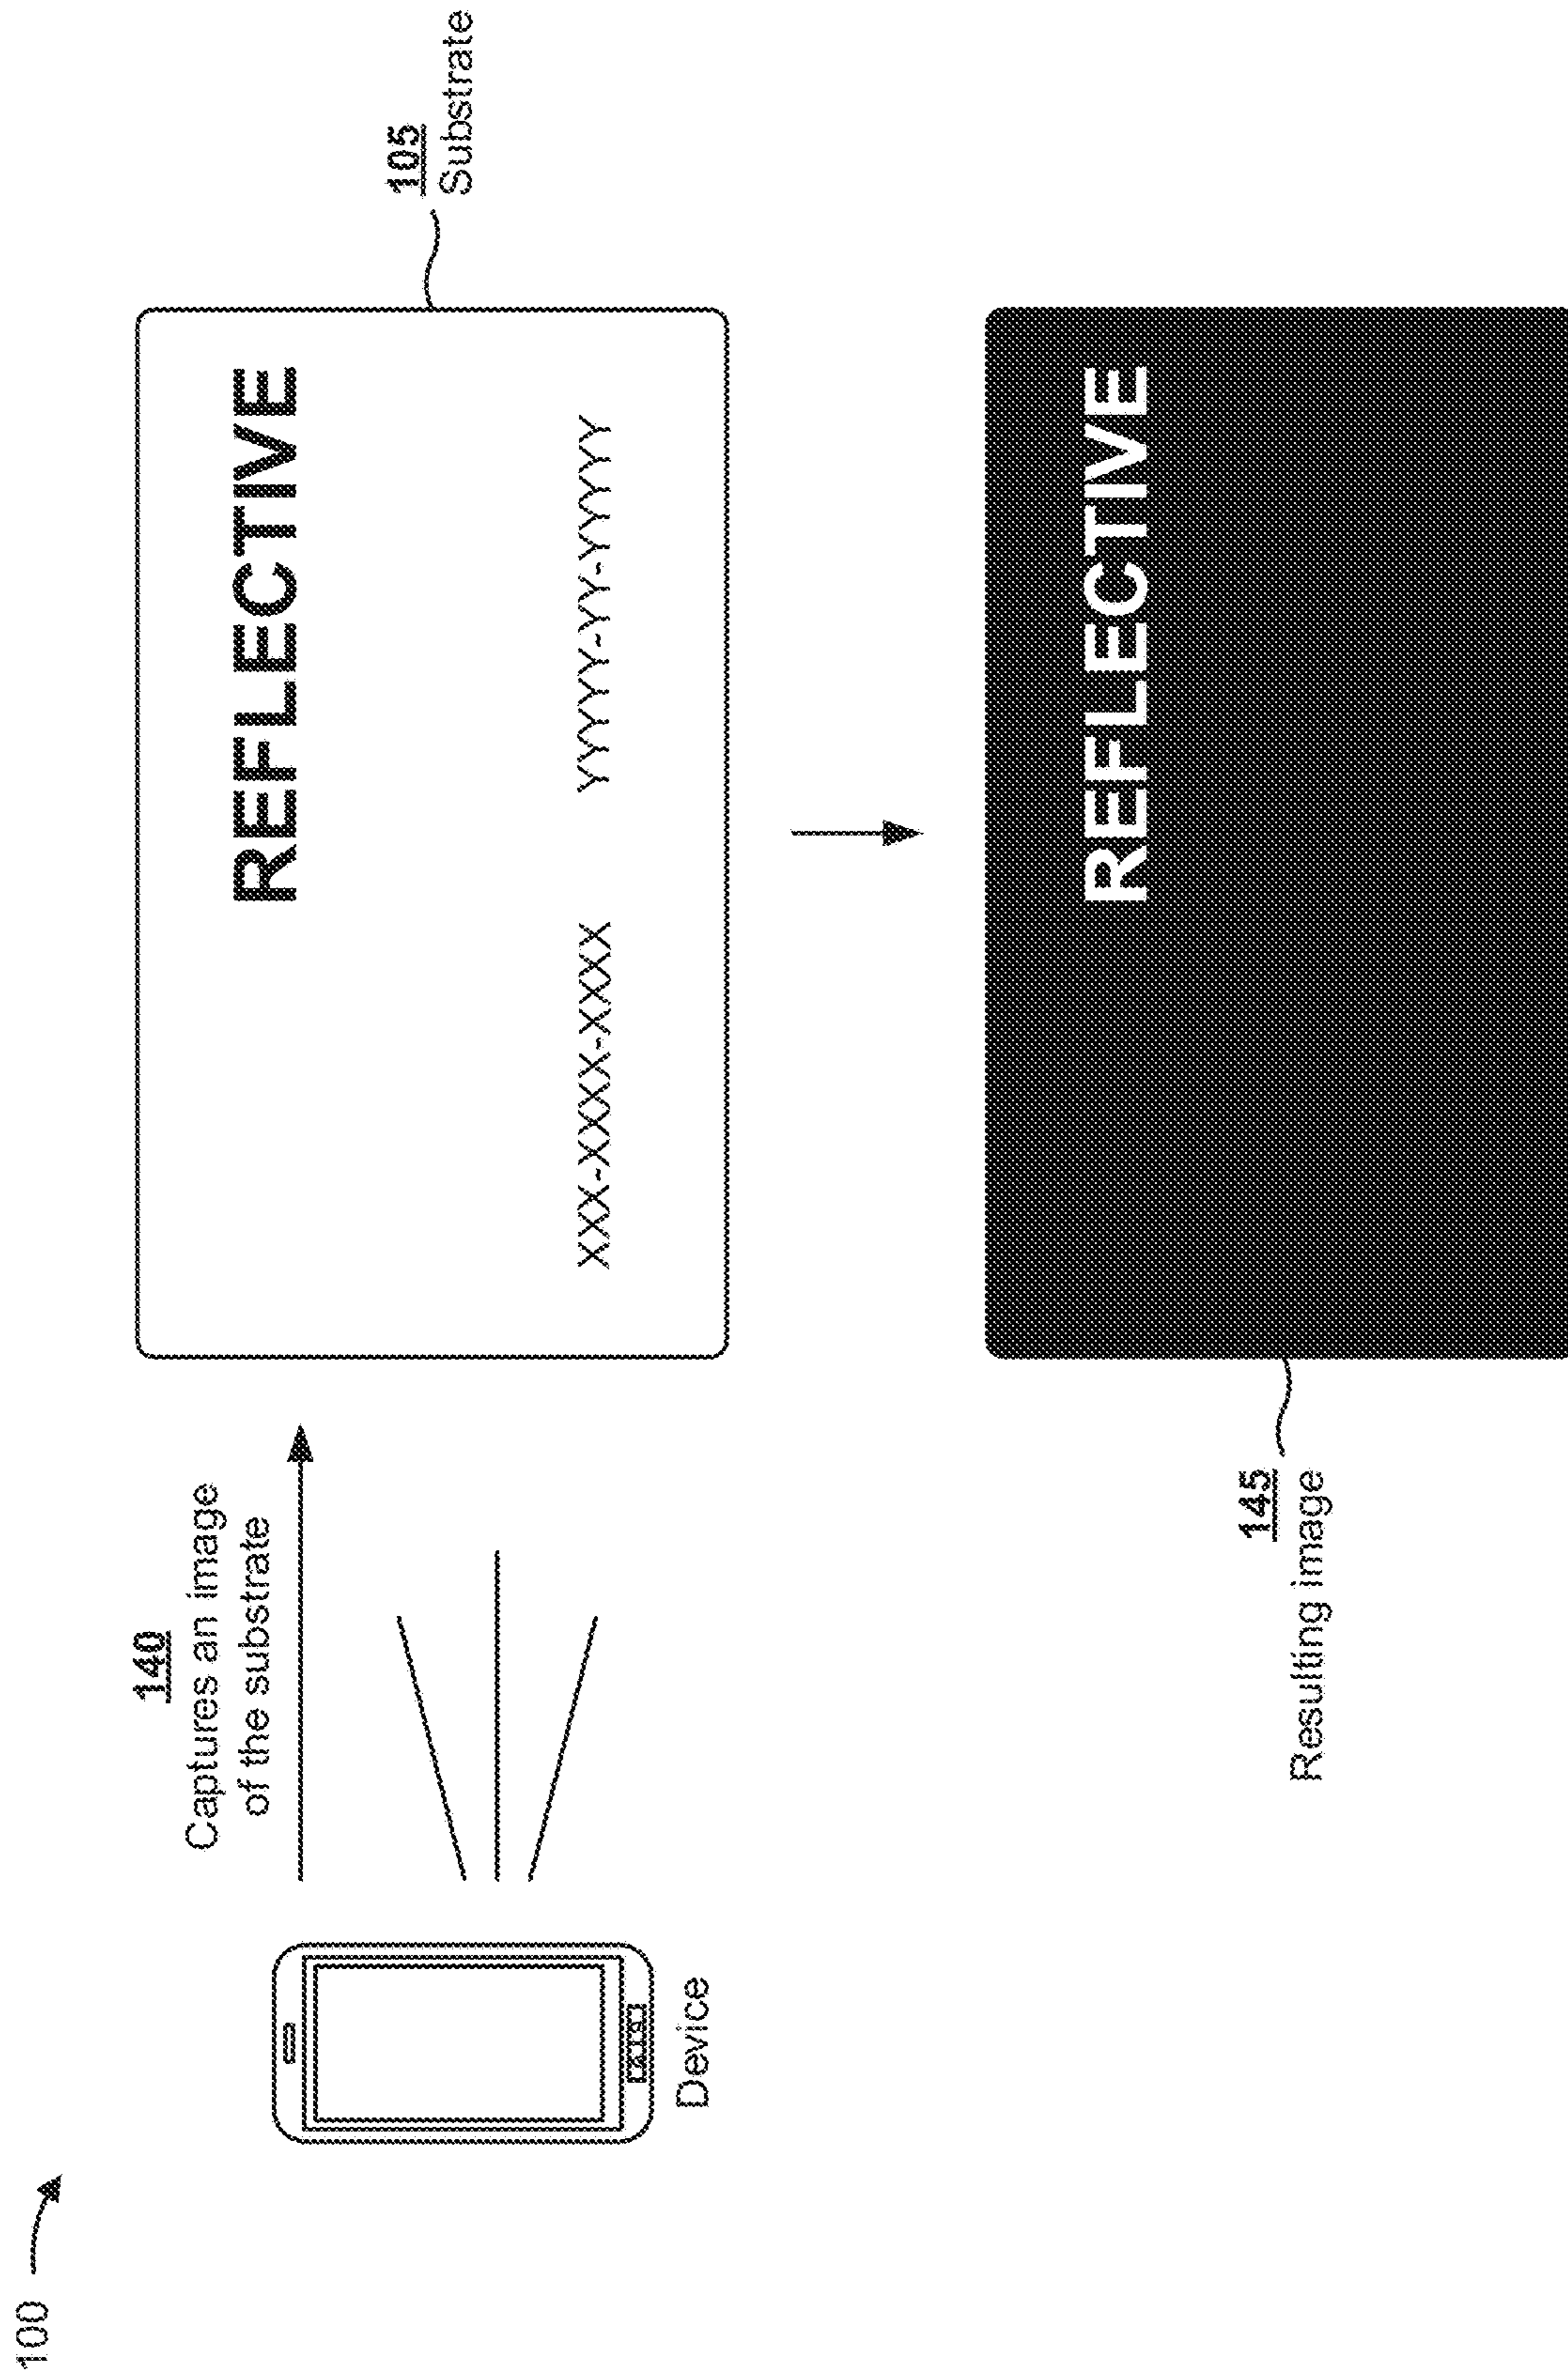 100
140
Captures an image
of the substrate
Device
REFLECTIVE
XXX-XXXX-XXXX YYYYY-YY-YYYYY
105
Substrate
REFLECTIVE
145
Resulting image